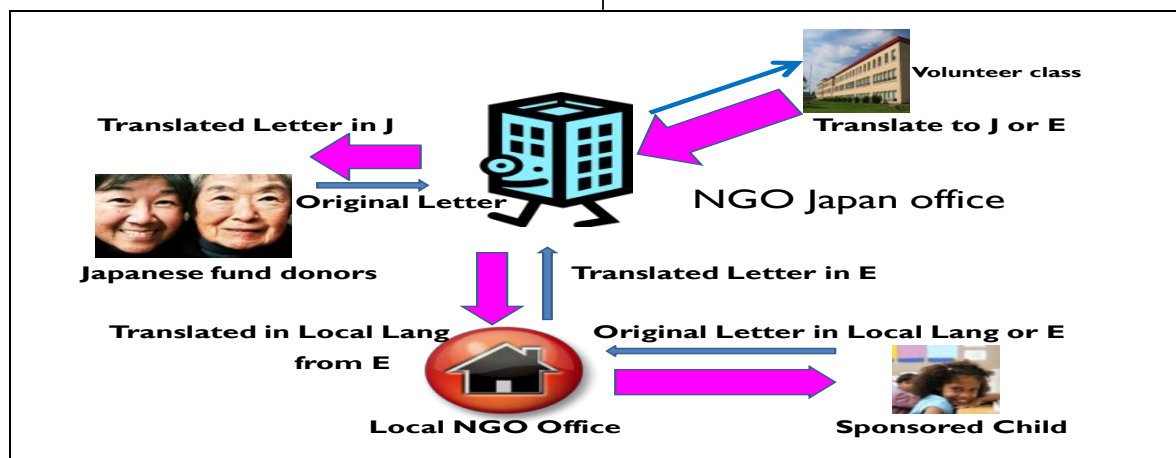 Volunteer class
Translated Letter in J
Translate to J or E
Original Letter
NGO Japan office
Japanese fund donors
Translated Letter in E
Translated in Local Lang
from E
Original Letter in Local Lang or E
Local NGO Office
Sponsored Child